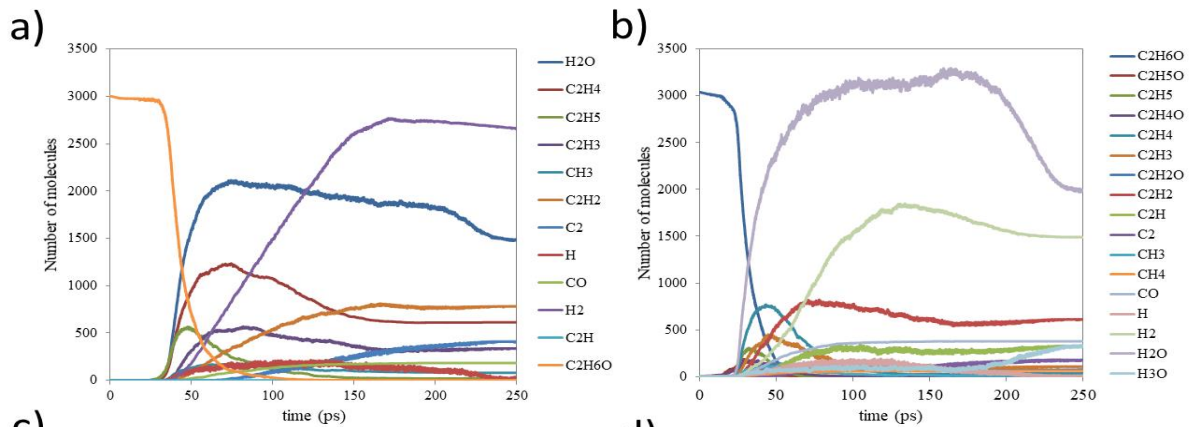 a)
3500
3000
2500
2000
1500
1000
500
0
Number of molecules
0 50 100 150 200 250
time (ps)
H2O
C2H4
C2H5
C2H3
CH3
C2H2
C2
H
CO
H2
C2H
C2H6O
b)
3500
3000
2500
2000
1500
1000
500
0
Number of molecules
0 50 100 150 200 250
time (ps)
C2H6O
C2H5O
C2H5
C2H4O
C2H4
C2H3
C2H2O
C2H2
C2H
C2
CH3
CH4
CO
H
H2
H2O
H3O
c)
d)